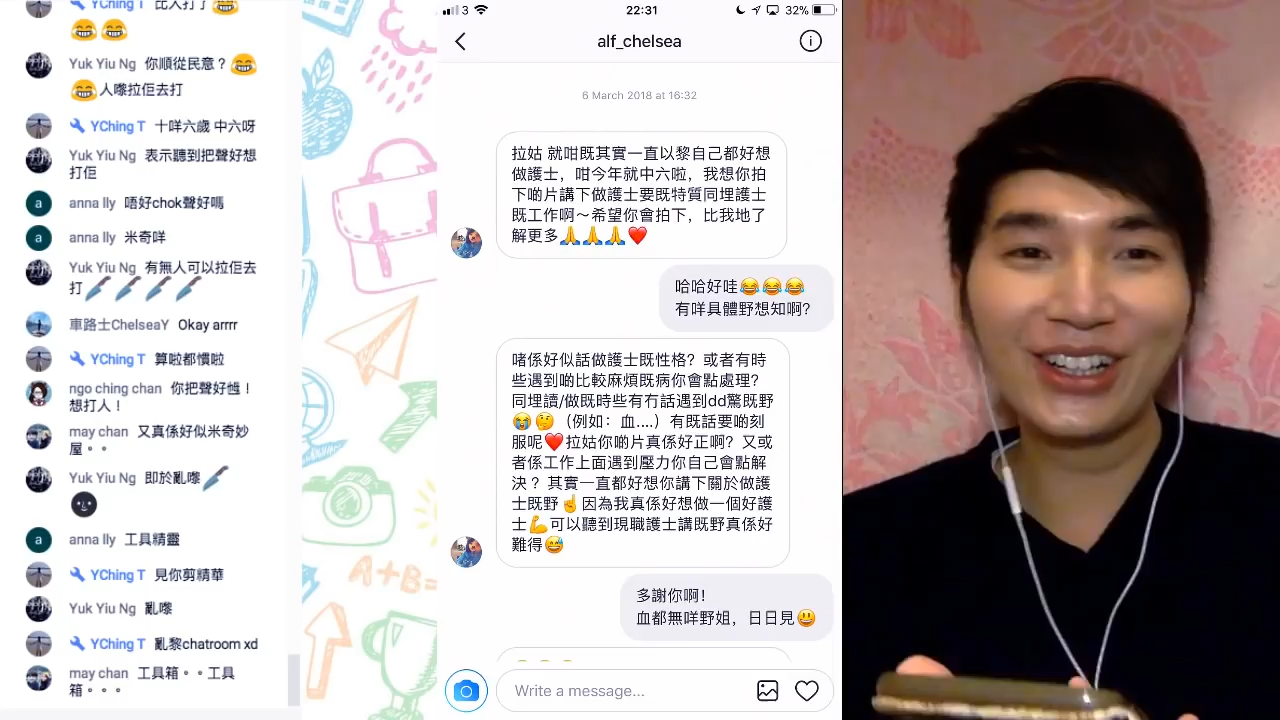 YChing T 比人打了😂
😂😂
Yuk Yiu Ng 你順從民意？😂
😂人嚟拉佢去打
YChing T 十咩六歲 中六呀
Yuk Yiu Ng 表示聽到把聲好想
打佢
anna lly 唔好chok聲好嗎
anna lly 米奇咩
Yuk Yiu Ng 有無人可以拉佢去
打🔪🔪🔪🔪
車路士ChelseaY Okay arrrr
YChing T 算啦都慣啦
ngo ching chan 你把聲好乸！
想打人！
may chan 又真係好似米奇妙
屋。。
Yuk Yiu Ng 即於亂嚟🔪
🌚
anna lly 工具精靈
YChing T 見你剪精華
Yuk Yiu Ng 亂嚟
YChing T 亂黎chatroom xd
may chan 工具箱。。工具
箱。。。
A+B=
3
22:31
32%
alf_chelsea
6 March 2018 at 16:32
拉姑 就咁既其實一直以黎自己都好想
做護士，咁今年就中六啦，我想你拍
下啲片講下做護士要既特質同埋護士
既工作啊～希望你會拍下，比我地了
解更多🙏🙏🙏❤️
哈哈好哇😂😂😂
有咩具體野想知啊?
啫係好似話做護士既性格？或者有時
些遇到啲比較麻煩既病你會點處理？
同埋讀/做既時些有冇話遇到dd驚既野
😭🤔（例如：血....）有既話要啲刻
服呢❤️拉姑你啲片真係好正啊？又或
者係工作上面遇到壓力你自己會點解
決？其實一直都好想你講下關於做護
士既野☝️因為我真係好想做一個好護
士💪可以聽到現職護士講既野真係好
難得😅
多謝你啊！
血都無咩野姐，日日見😃
Write a message...